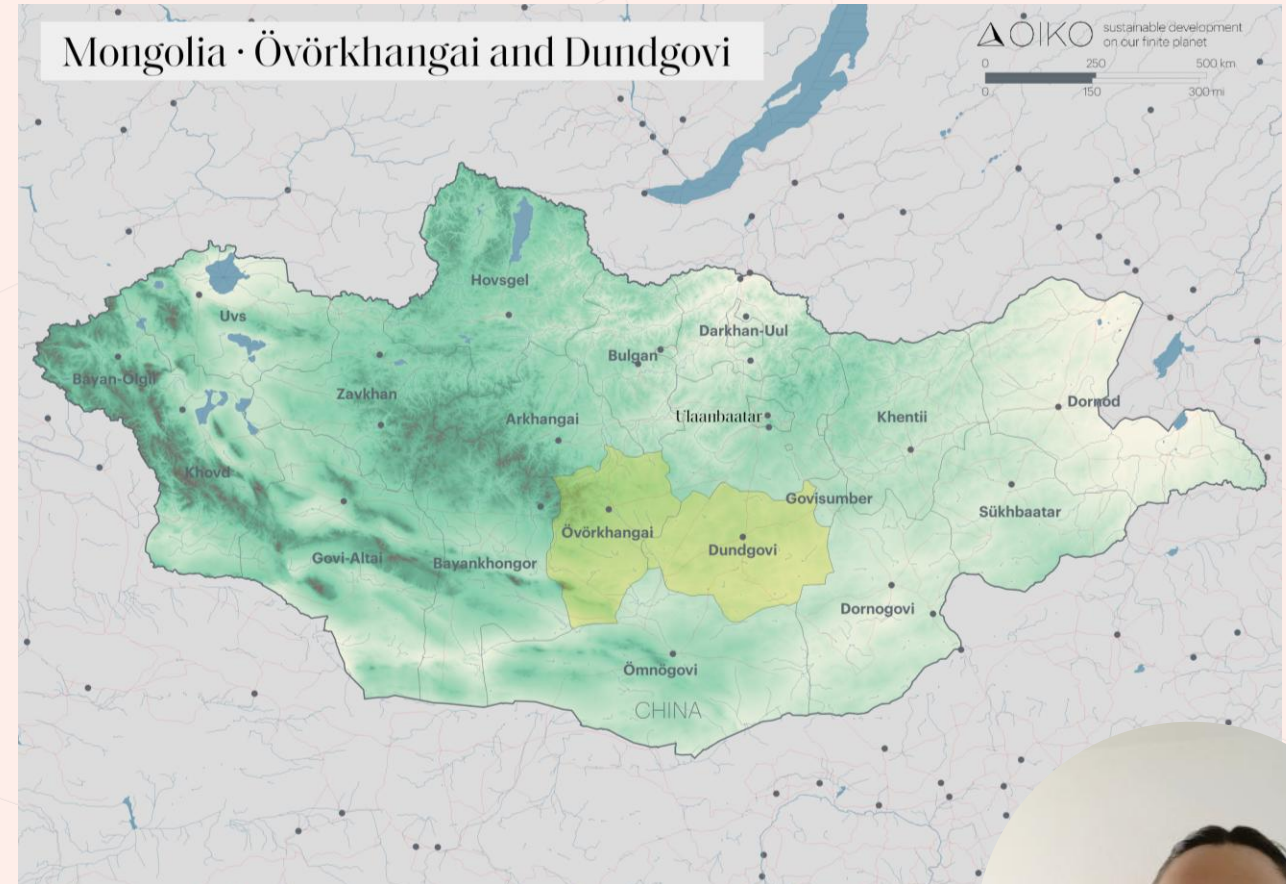 Mongolia · Övörkhangai and Dundgovi
ΔOIKO
sustainable development
on our finite planet
0 250 500 km
0 150 300 mi
Hovsgel
Uvs
Darkhan-Uul
Bulgan
Bayan-Olgii
Zavkhan
Arkhangai
Ulaanbaatar
Khentii
Dornod
Khovd
Govisumber
Sükhbaatar
Övörkhangai
Dundgovi
Govi-Altai
Bayankhongor
Dornogovi
Ömnögovi
CHINA